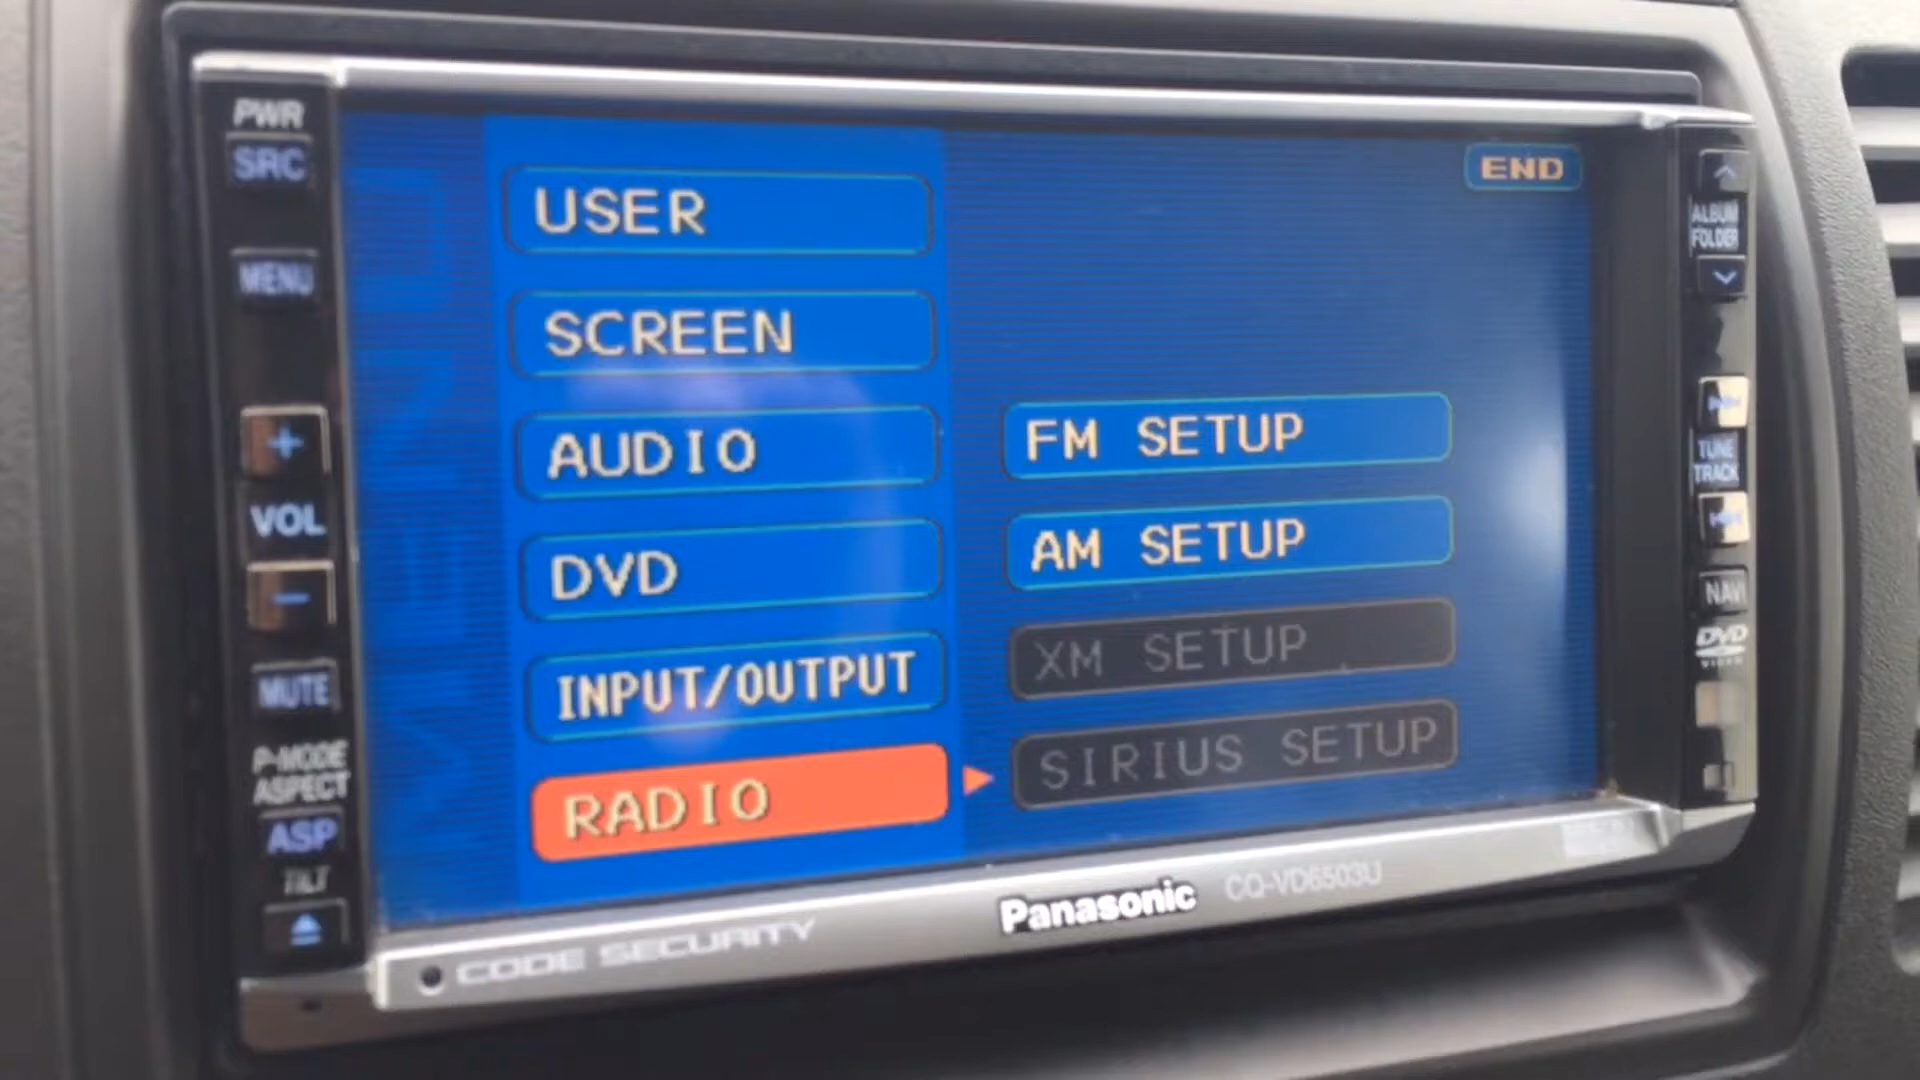 PWR
SRC
MENU
+
VOL
−
MUTE
P·MODE
ASPECT
ASP
TILT
USER
SCREEN
AUDIO
DVD
INPUT/OUTPUT
RADIO
END
FM SETUP
AM SETUP
XM SETUP
SIRIUS SETUP
ALBUM
FOLDER
TUNE
TRACK
NAVI
DVD
VIDEO
CODE SECURITY
Panasonic CQ-VD6503U